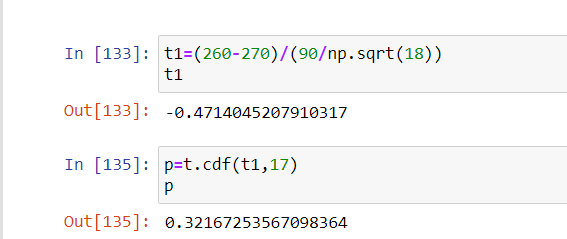 In [133]: t1=(260-270)/(90/np.sqrt(18))
t1
Out[133]: -0.4714045207910317
In [135]: p=t.cdf(t1,17)
p
Out[135]: 0.32167253567098364